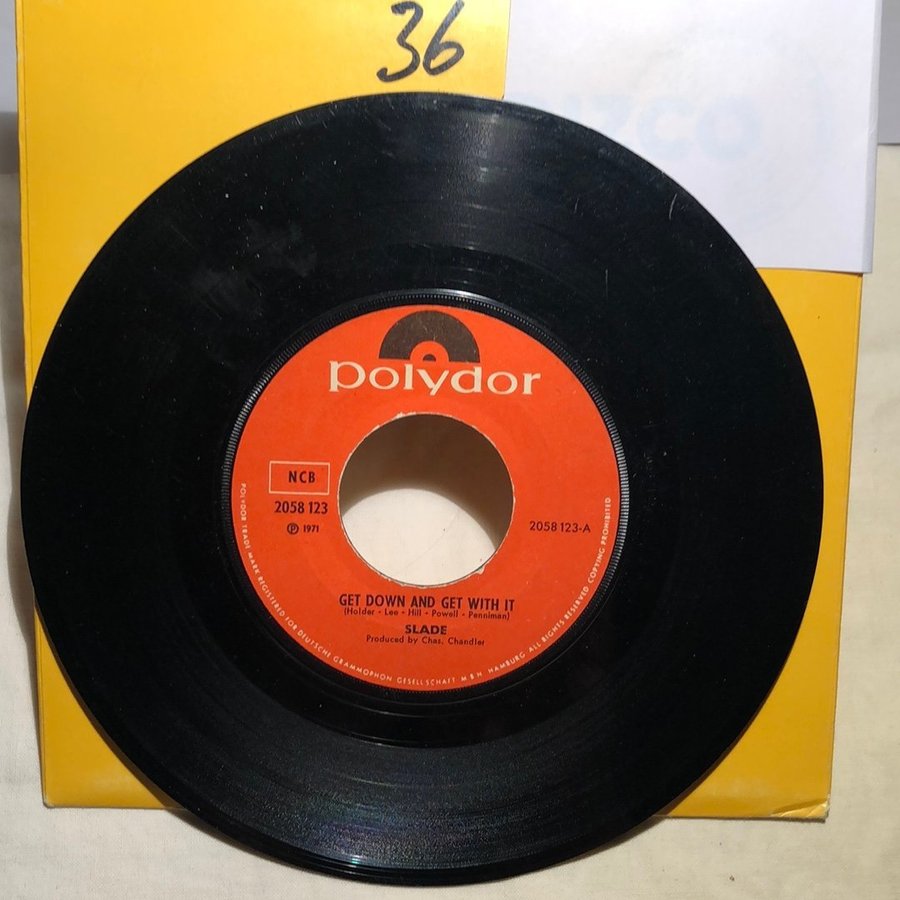 36
polydor
NCB
2058 123
Ⓟ 1971
2058 123-A
GET DOWN AND GET WITH IT
(Holder - Lee - Hill - Powell - Penniman)
SLADE
Produced by Chas. Chandler
POLYDOR TRADE MARK REGISTERED FOR DEUTSCHE GRAMMOPHON GESELLSCHAFT M B H HAMBURG ALL RIGHTS RESERVED COPYING PROHIBITED